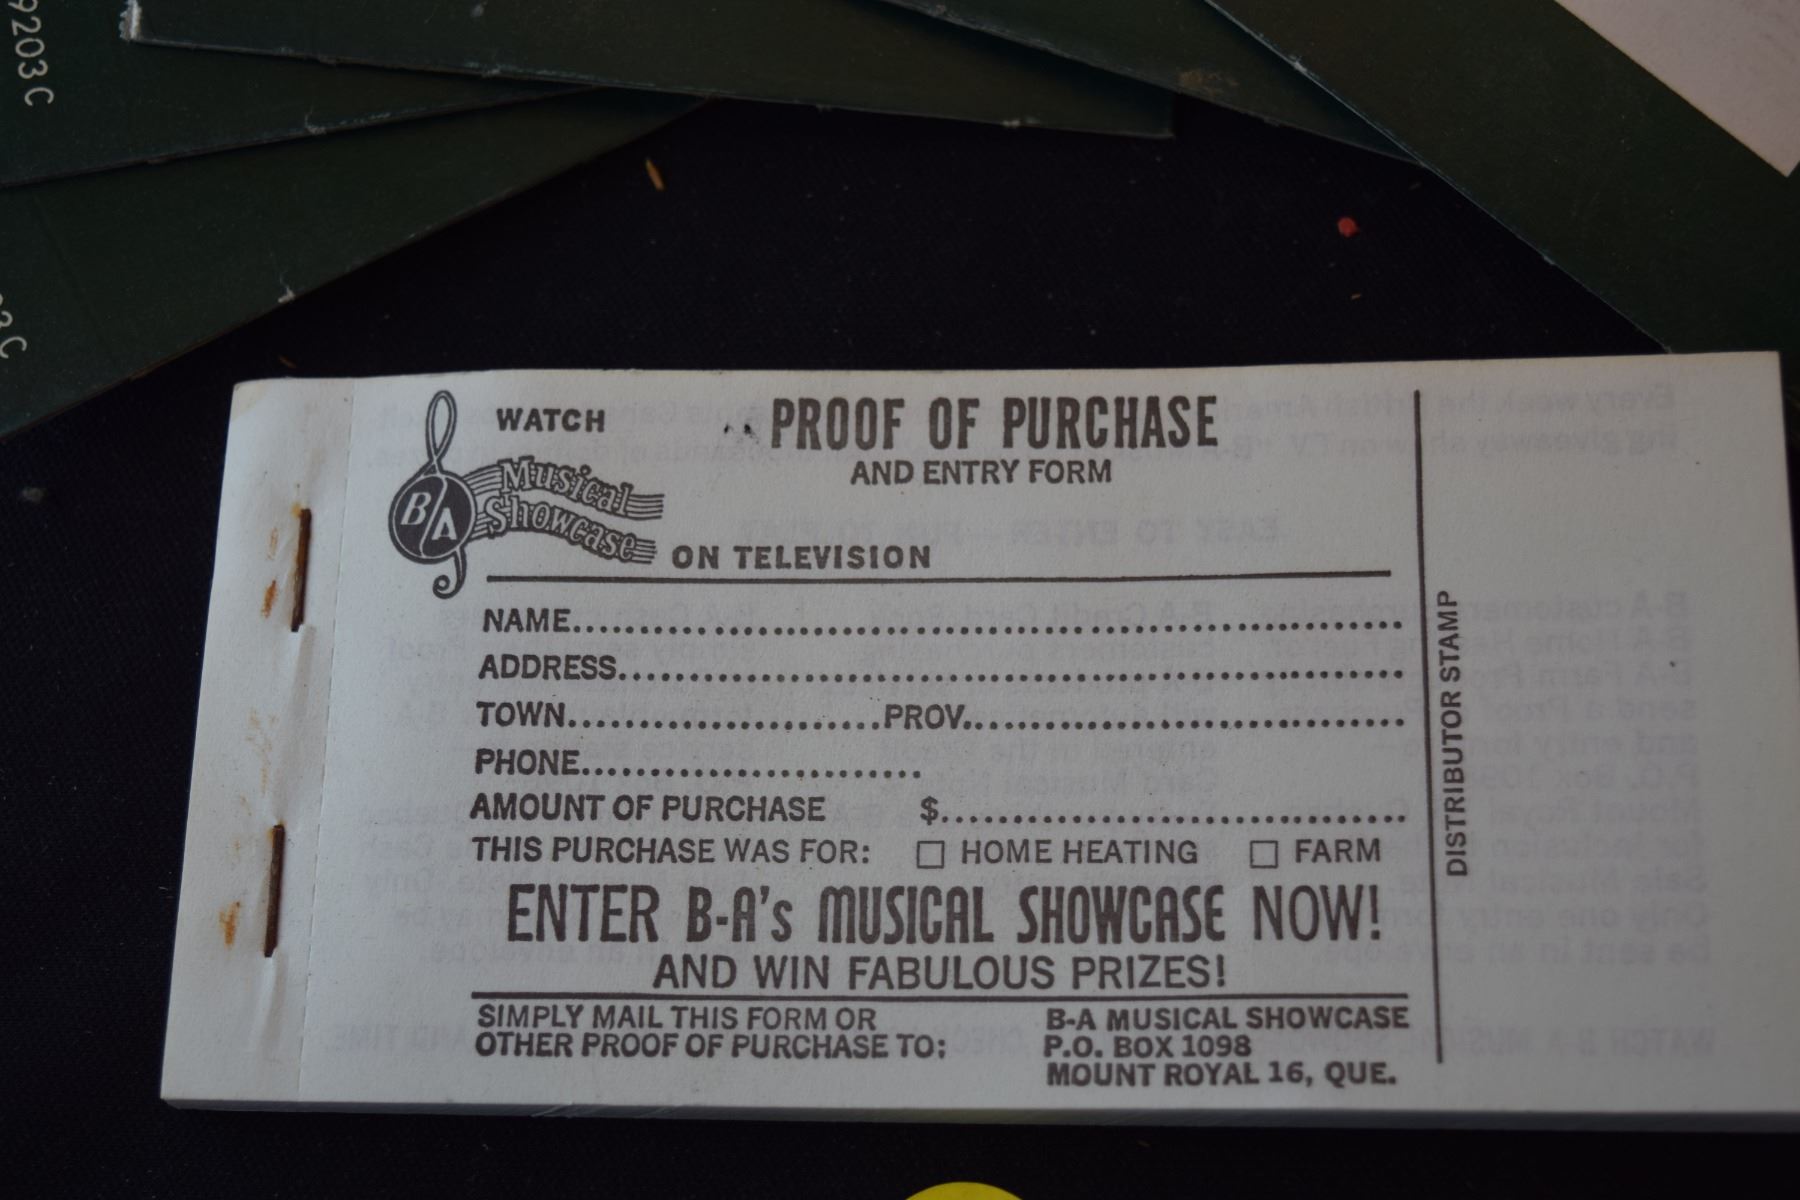 9203 C
3 C
WATCH
B/A Musical
Showcase
ON TELEVISION
PROOF OF PURCHASE
AND ENTRY FORM
NAME
ADDRESS
TOWN PROV.
PHONE
AMOUNT OF PURCHASE $
THIS PURCHASE WAS FOR: HOME HEATING FARM
ENTER B-A's MUSICAL SHOWCASE NOW!
AND WIN FABULOUS PRIZES!
SIMPLY MAIL THIS FORM OR
OTHER PROOF OF PURCHASE TO:
B-A MUSICAL SHOWCASE
P.O. BOX 1098
MOUNT ROYAL 16, QUE.
DISTRIBUTOR STAMP